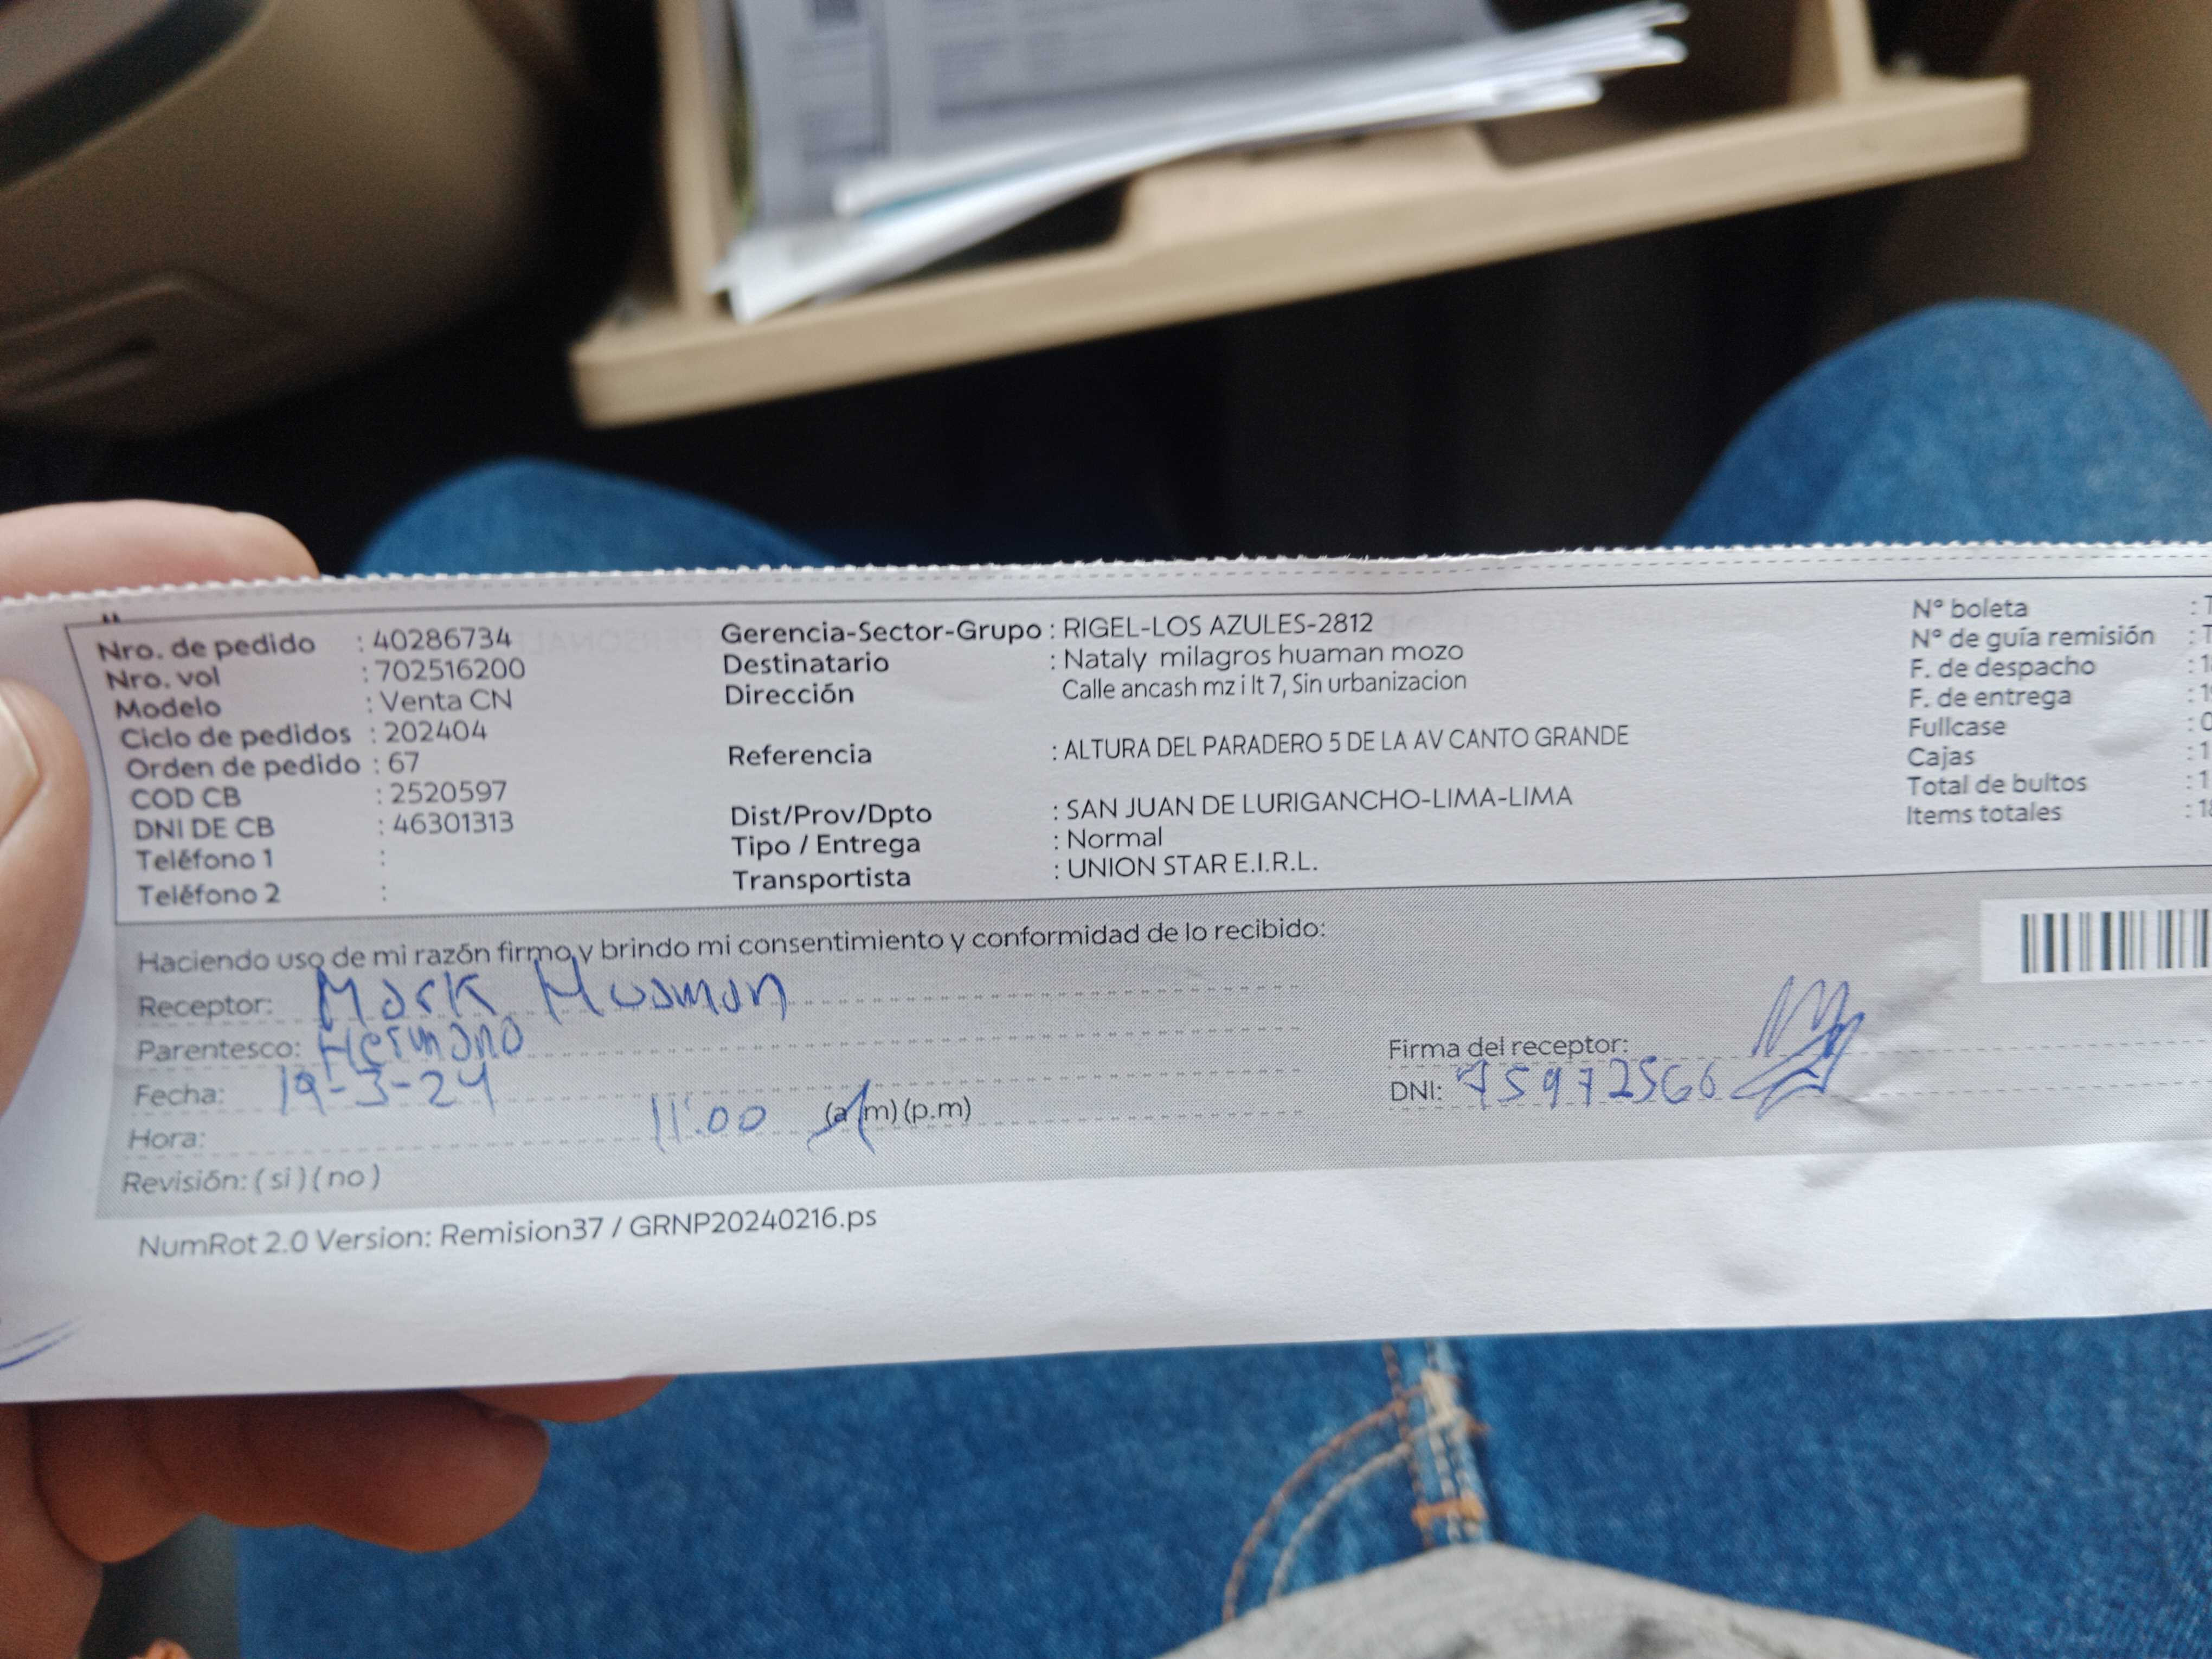 Nro. de pedido : 40286734
Nro. vol : 702516200
Modelo : Venta CN
Ciclo de pedidos : 202404
Orden de pedido : 67
COD CB : 2520597
DNI DE CB : 46301313
Teléfono 1 :
Teléfono 2 :
Gerencia-Sector-Grupo : RIGEL-LOS AZULES-2812
Destinatario : Nataly milagros huaman mozo
Dirección Calle ancash mz i lt 7, Sin urbanizacion
Referencia : ALTURA DEL PARADERO 5 DE LA AV CANTO GRANDE
Dist/Prov/Dpto : SAN JUAN DE LURIGANCHO-LIMA-LIMA
Tipo / Entrega : Normal
Transportista : UNION STAR E.I.R.L.
N° boleta :
N° de guía remisión :
F. de despacho :
F. de entrega :
Fullcase :
Cajas :
Total de bultos :
Items totales :
Haciendo uso de mi razón firmo y brindo mi consentimiento y conformidad de lo recibido:
Receptor: Mark Huaman
Parentesco: Hermano
Fecha: 19-3-24
Hora: 11:00 (a.m) (p.m)
Revisión: ( si ) ( no )
Firma del receptor:
DNI: 75972566
NumRot 2.0 Version: Remision37 / GRNP20240216.ps